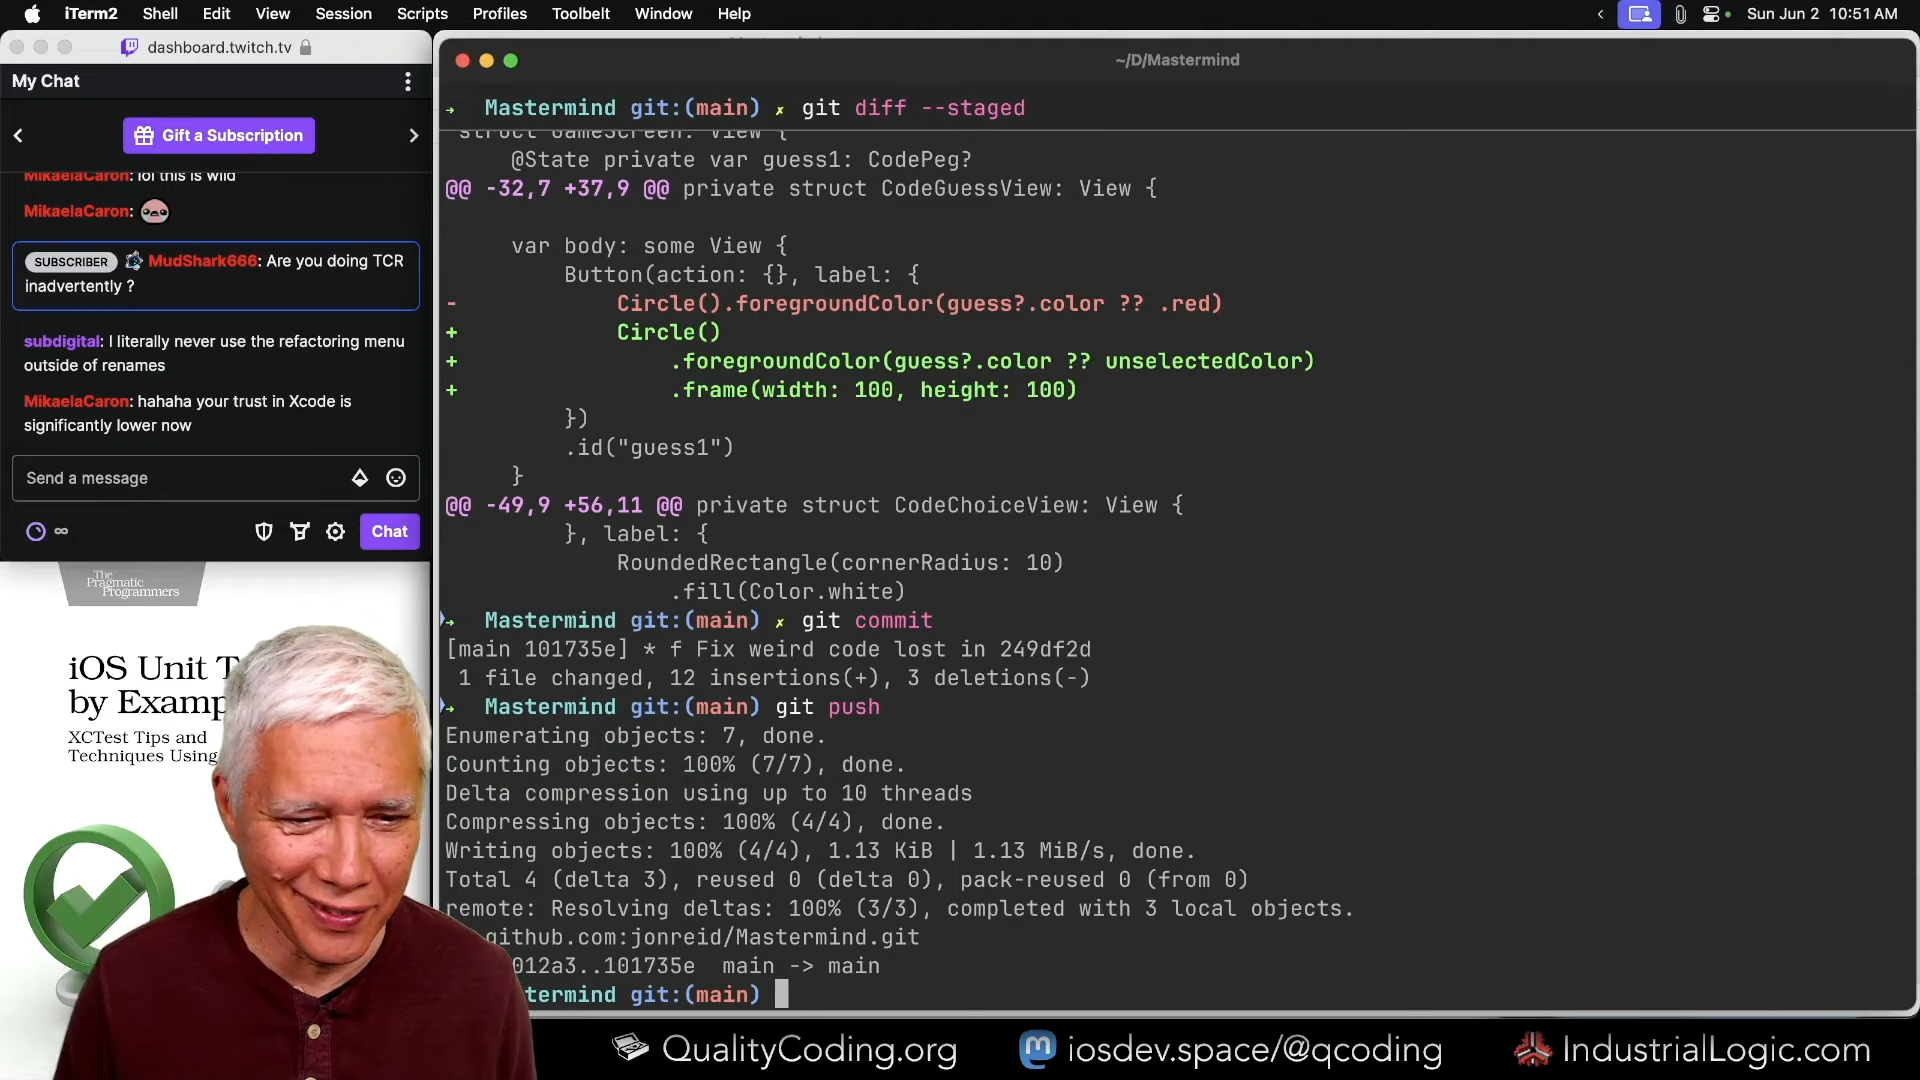 iTerm2 Shell Edit View Session Scripts Profiles Toolbelt Window Help Sun Jun 2 10:51 AM
dashboard.twitch.tv
My Chat
Gift a Subscription
MikaelaCaron: lol this is wild
MikaelaCaron:
SUBSCRIBER MudShark666: Are you doing TCR
inadvertently ?
subdigital: I literally never use the refactoring menu
outside of renames
MikaelaCaron: hahaha your trust in Xcode is
significantly lower now
Send a message
∞ Chat
The
Pragmatic
Programmers
iOS Unit T
by Examp
XCTest Tips and
Techniques Using
~/D/Mastermind
→ Mastermind git:(main) ✗ git diff --staged
struct GameScreen: View {
@State private var guess1: CodePeg?
@@ -32,7 +37,9 @@ private struct CodeGuessView: View {
var body: some View {
Button(action: {}, label: {
- Circle().foregroundColor(guess?.color ?? .red)
+ Circle()
+ .foregroundColor(guess?.color ?? unselectedColor)
+ .frame(width: 100, height: 100)
})
.id("guess1")
}
@@ -49,9 +56,11 @@ private struct CodeChoiceView: View {
}, label: {
RoundedRectangle(cornerRadius: 10)
.fill(Color.white)
→ Mastermind git:(main) ✗ git commit
[main 101735e] * f Fix weird code lost in 249df2d
1 file changed, 12 insertions(+), 3 deletions(-)
→ Mastermind git:(main) git push
Enumerating objects: 7, done.
Counting objects: 100% (7/7), done.
Delta compression using up to 10 threads
Compressing objects: 100% (4/4), done.
Writing objects: 100% (4/4), 1.13 KiB | 1.13 MiB/s, done.
Total 4 (delta 3), reused 0 (delta 0), pack-reused 0 (from 0)
remote: Resolving deltas: 100% (3/3), completed with 3 local objects.
github.com:jonreid/Mastermind.git
012a3..101735e main -> main
termind git:(main)
QualityCoding.org iosdev.space/@qcoding IndustrialLogic.com